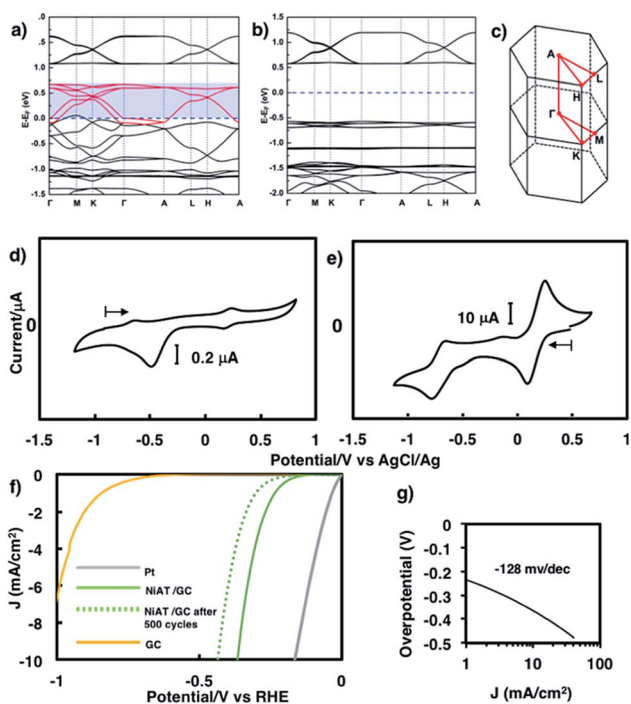 a)
b)
c)
.0
.5
1.0
0.5
0.0
-0.5
-1.0
-1.5
E-EF (eV)
Γ M K Γ A L H A
1.5
1.0
0.5
0.0
-0.5
-1.0
-1.5
-2.0
E-EF (eV)
Γ M K Γ A L H A
A
L
H
Γ
M
K
d)
e)
Current/μA
0
0.2 μA
-1.5 -1 -0.5 0 0.5 1
0
10 μA
-1.5 -1 -0.5 0 0.5 1
Potential/V vs AgCl/Ag
f)
J (mA/cm²)
0
-2
-4
-6
-8
-10
Pt
NiAT /GC
NiAT /GC after
500 cycles
GC
-1 0 0
Potential/V vs RHE
g)
Overpotential (V)
0
-0.1
-0.2
-0.3
-0.4
-0.5
-128 mv/dec
1 10 100
J (mA/cm²)